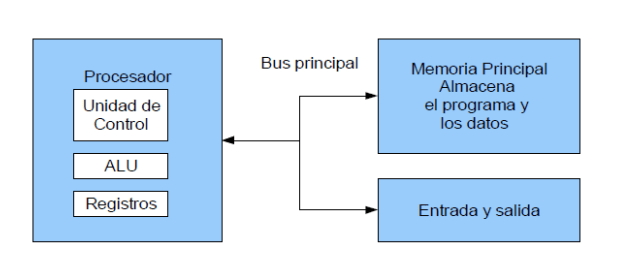 Procesador
Unidad de
Control
ALU
Registros
Bus principal
Memoria Principal
Almacena
el programa y
los datos
Entrada y salida